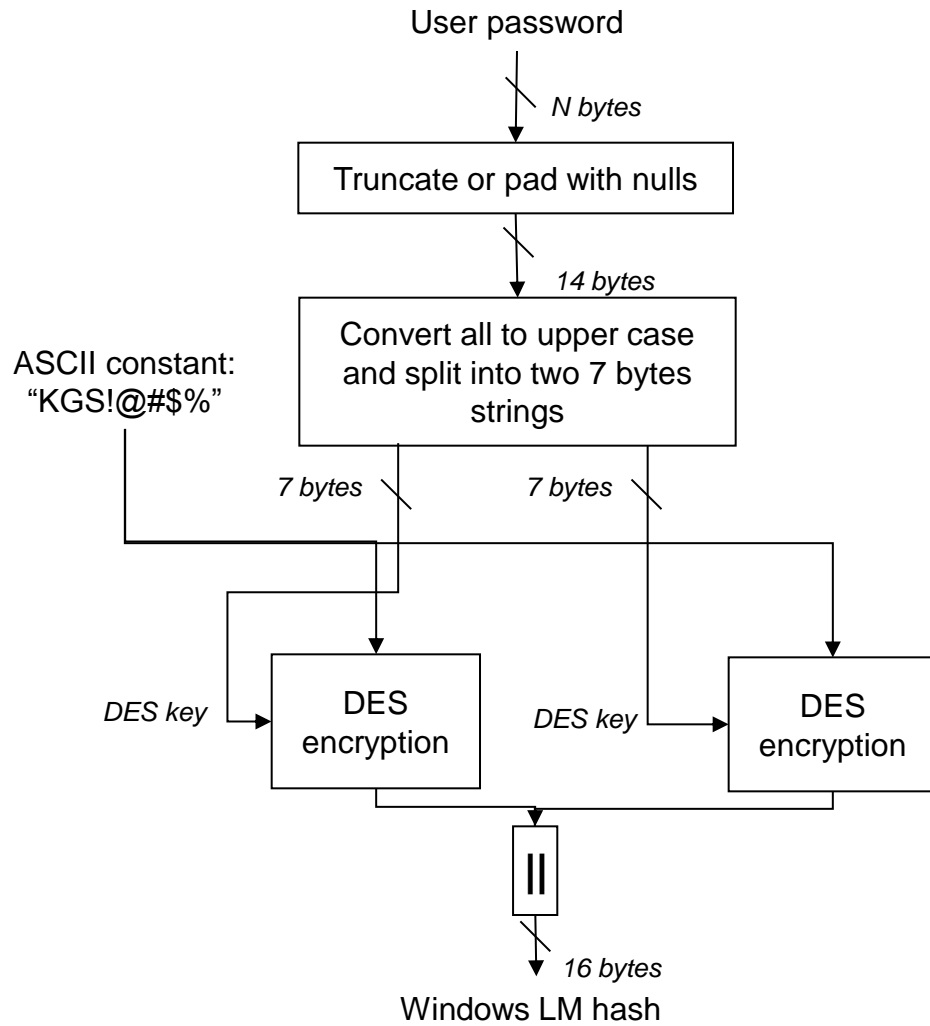 User password
N bytes
Truncate or pad with nulls
14 bytes
Convert all to upper case
and split into two 7 bytes
strings
ASCII constant:
“KGS!@#$%”
7 bytes
7 bytes
DES key
DES
encryption
DES key
DES
encryption
||
16 bytes
Windows LM hash